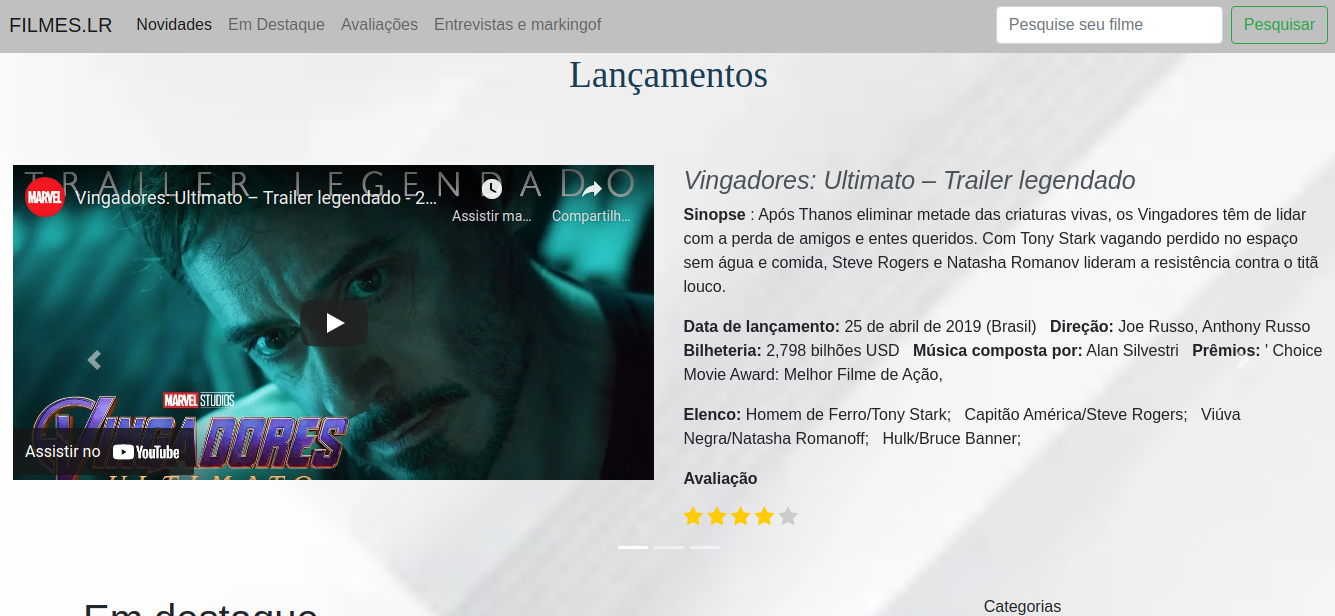 FILMES.LR Novidades Em Destaque Avaliações Entrevistas e markingof Pesquise seu filme Pesquisar
Lançamentos
TRAILER LEGENDADO
MARVEL Vingadores: Ultimato – Trailer legendado - 2...
Assistir ma... Compartilh...
MARVEL STUDIOS
VINGADORES
ULTIMATO
Assistir no YouTube
Vingadores: Ultimato – Trailer legendado
Sinopse : Após Thanos eliminar metade das criaturas vivas, os Vingadores têm de lidar
com a perda de amigos e entes queridos. Com Tony Stark vagando perdido no espaço
sem água e comida, Steve Rogers e Natasha Romanov lideram a resistência contra o titã
louco.
Data de lançamento: 25 de abril de 2019 (Brasil) Direção: Joe Russo, Anthony Russo
Bilheteria: 2,798 bilhões USD Música composta por: Alan Silvestri Prêmios: ' Choice
Movie Award: Melhor Filme de Ação,
Elenco: Homem de Ferro/Tony Stark; Capitão América/Steve Rogers; Viúva
Negra/Natasha Romanoff; Hulk/Bruce Banner;
Avaliação
Em destaque
Categorias